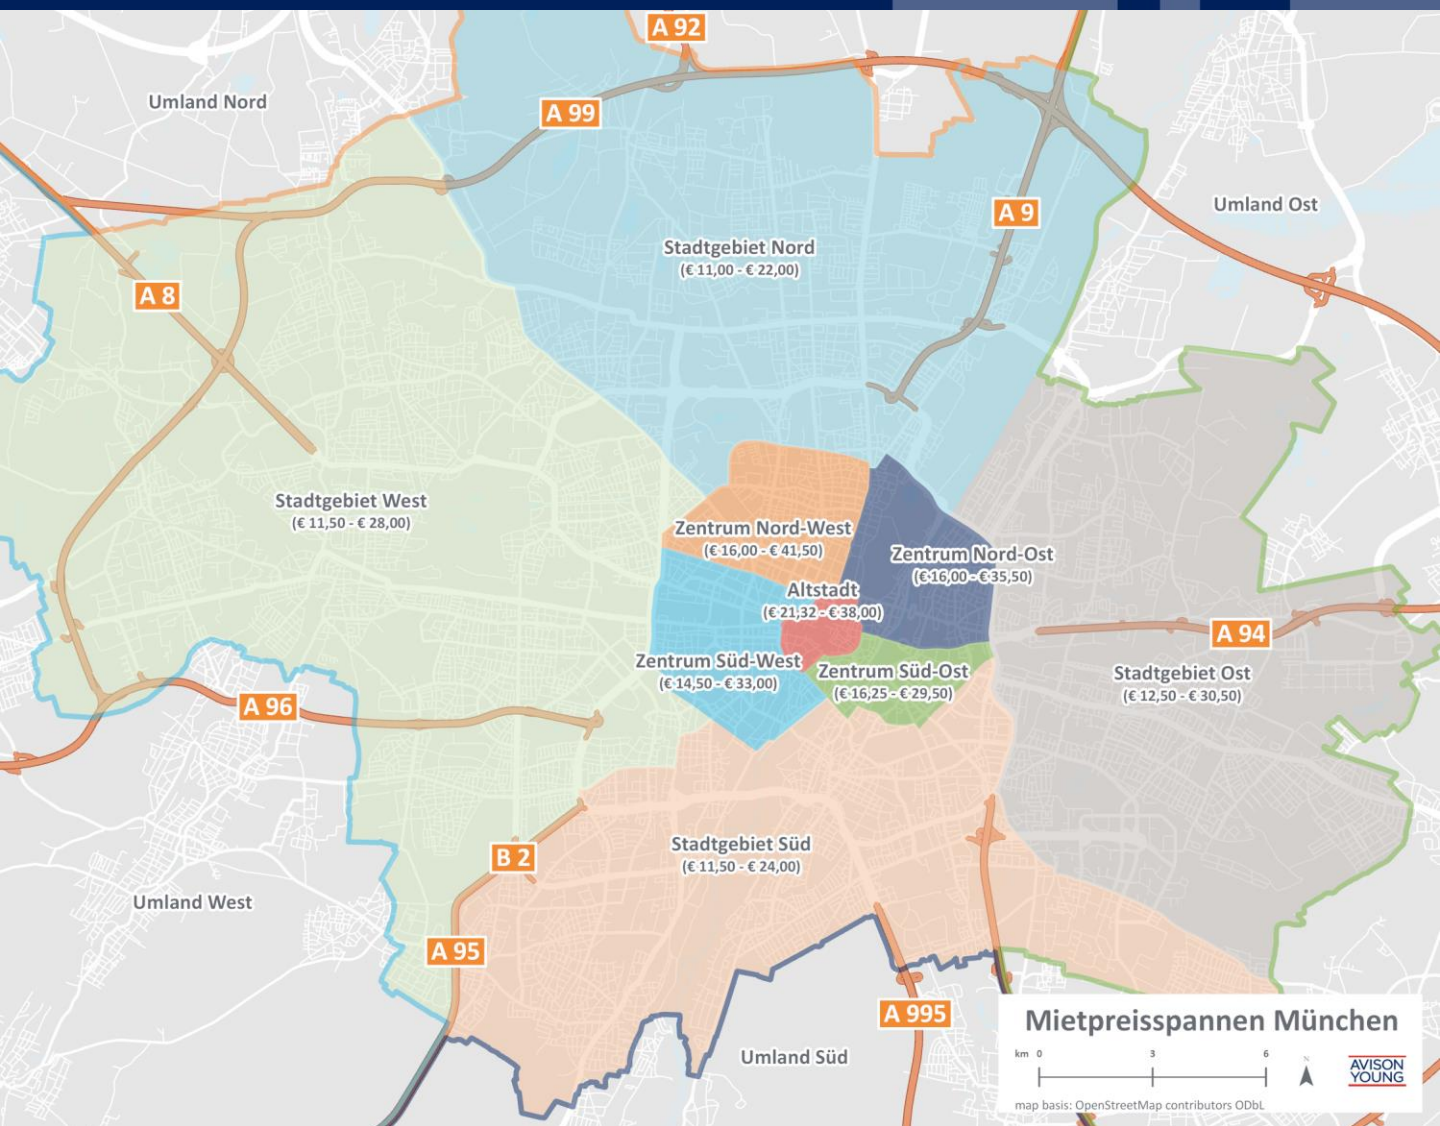 A 92
Umland Nord
A 99
Umland Ost
A 9
Stadtgebiet Nord
(€ 11,00 - € 22,00)
A 8
Stadtgebiet West
(€ 11,50 - € 28,00)
Zentrum Nord-West
(€ 16,00 - € 41,50)
Zentrum Nord-Ost
(€ 16,00 - € 35,50)
Altstadt
(€ 21,32 - € 38,00)
A 94
Zentrum Süd-West
(€ 14,50 - € 33,00)
Zentrum Süd-Ost
(€ 16,25 - € 29,50)
Stadtgebiet Ost
(€ 12,50 - € 30,50)
A 96
Stadtgebiet Süd
(€ 11,50 - € 24,00)
B 2
Umland West
A 95
A 995
Umland Süd
Mietpreisspannen München
km 0 3 6
N
AVISON
YOUNG
map basis: OpenStreetMap contributors ODbL